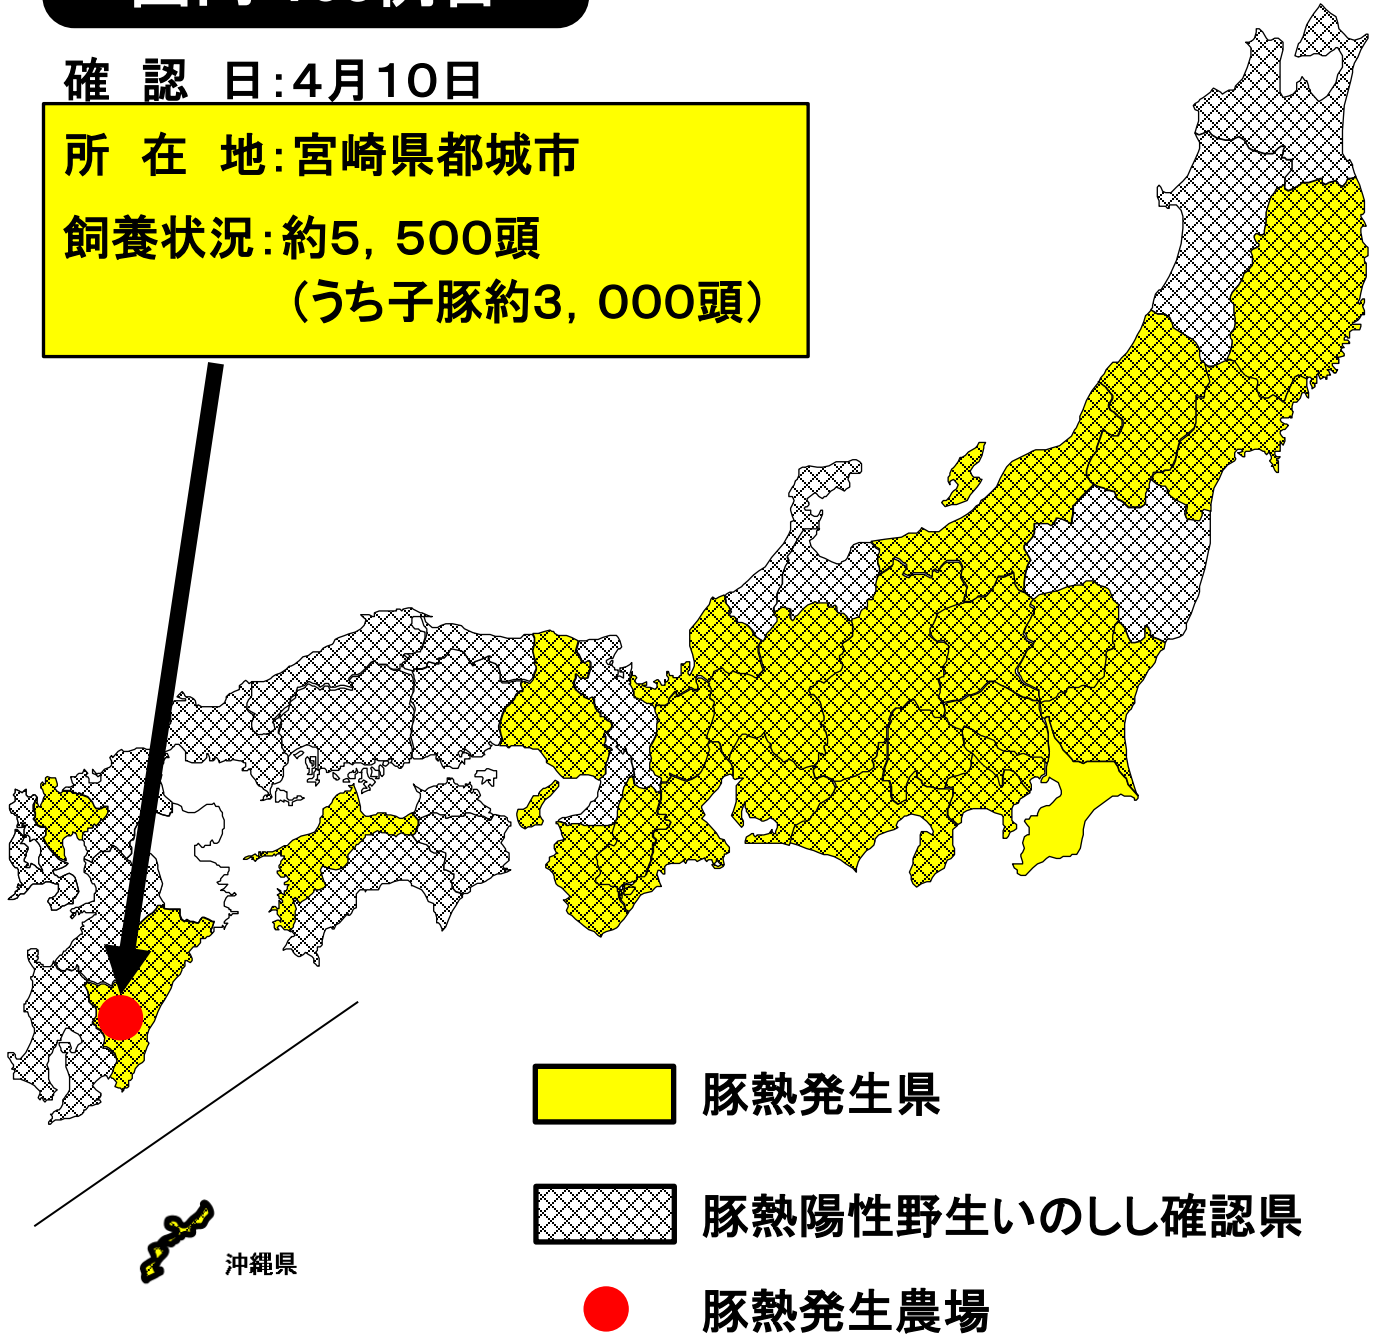 確 認 日:４月１０日
所 在 地:宮崎県都城市
飼養状況:約５，５００頭
（うち子豚約３，０００頭）
豚熱発生県
豚熱陽性野生いのしし確認県
沖縄県
豚熱発生農場